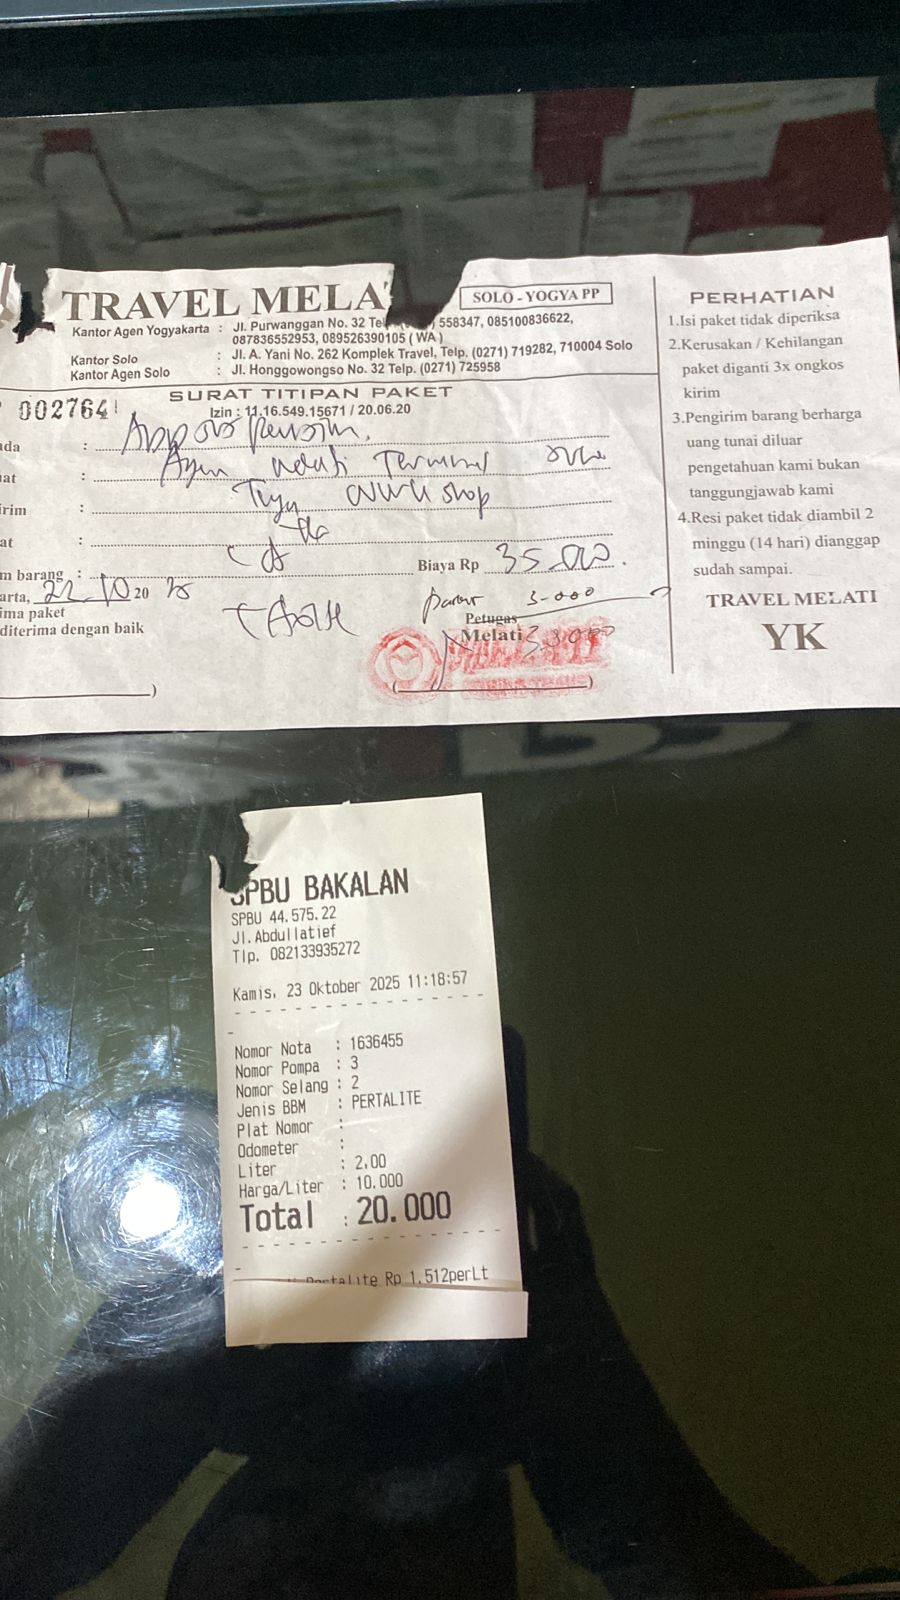 TRAVEL MELA
SOLO - YOGYA PP
Kantor Agen Yogyakarta : Jl. Purwanggan No. 32 558347, 085100836622,
087836552953, 089526390105 ( WA )
Kantor Solo : Jl. A. Yani No. 262 Komplek Travel, Telp. (0271) 719282, 710004 Solo
Kantor Agen Solo : Jl. Honggowongso No. 32 Telp. (0271) 725958
SURAT TITIPAN PAKET
002764
Izin : 11.16.549.15671 / 20.06.20
ada :
at : Terminal
irim : Tugu
at :
m barang :
Biaya Rp 35.000
arta, 22-10 20 25
3-000
ima paket
diterima dengan baik
Petugas
Melati
PERHATIAN
1.Isi paket tidak diperiksa
2.Kerusakan / Kehilangan
paket diganti 3x ongkos
kirim
3.Pengirim barang berharga
uang tunai diluar
pengetahuan kami bukan
tanggungjawab kami
4.Resi paket tidak diambil 2
minggu (14 hari) dianggap
sudah sampai.
TRAVEL MELATI
YK
SPBU BAKALAN
SPBU 44.575.22
Jl.Abdullatief
Tlp. 082133935272
Kamis, 23 Oktober 2025 11:18:57
Nomor Nota : 1636455
Nomor Pompa : 3
Nomor Selang : 2
Jenis BBM : PERTALITE
Plat Nomor :
Odometer :
Liter : 2,00
Harga/Liter : 10.000
Total : 20.000
Pertalite Rp 1.512perLt